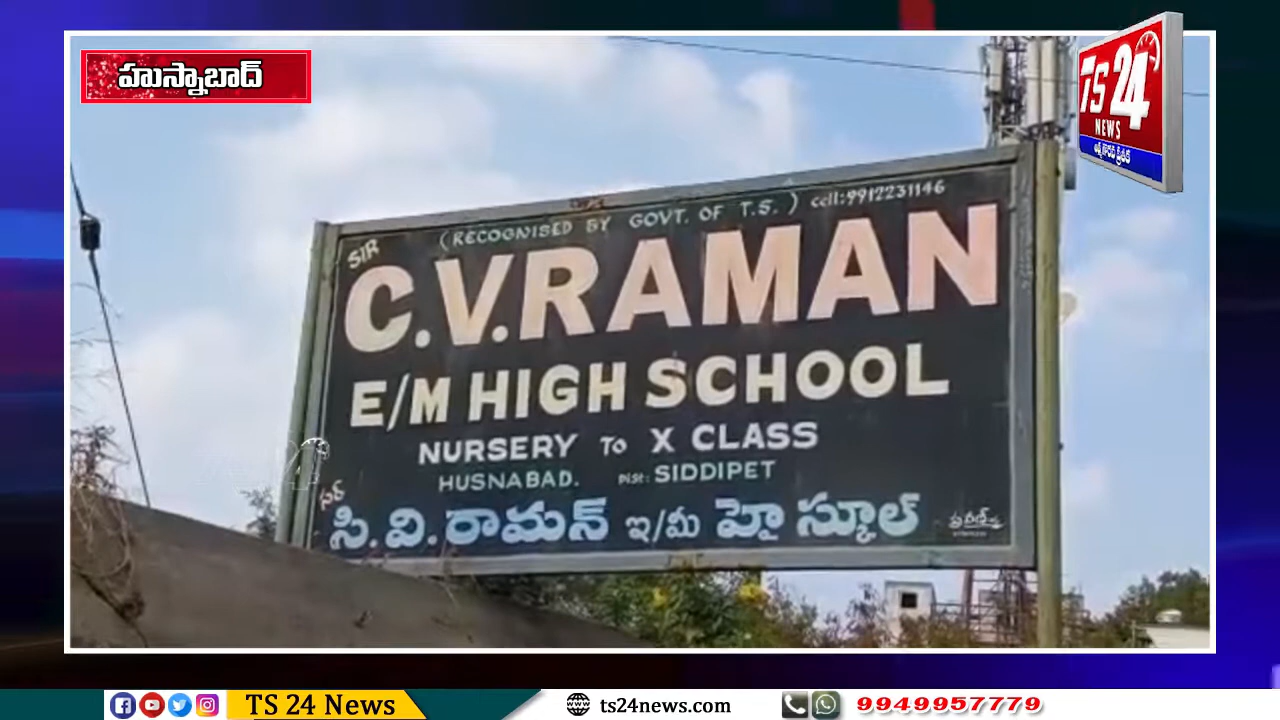 హుస్నాబాద్
TS 24
NEWS
(RECOGNISED BY GOVT. OF T.S.) cell:9912231146
SIR
C.V.RAMAN
E/M HIGH SCHOOL
NURSERY TO X CLASS
HUSNABAD. Dist: SIDDIPET
సర్
సి.వి.రామన్ ఇ/మీ హై స్కూల్
TS 24 News
ts24news.com
9949957779